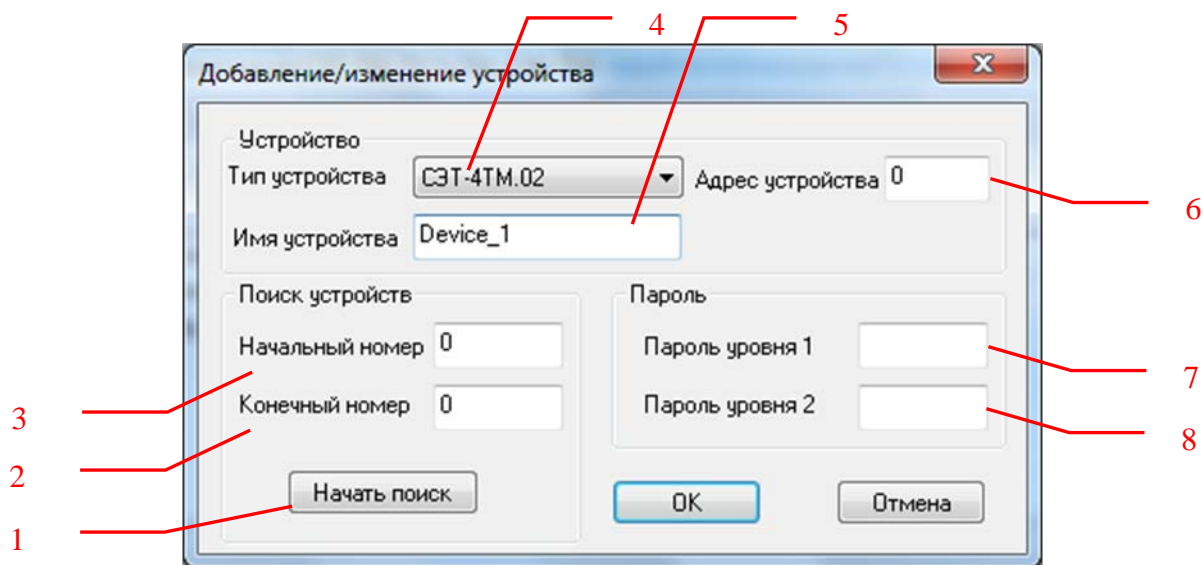 4 5
Добавление/изменение устройства
Устройство
Тип устройства СЭТ-4ТМ.02 Адрес устройства 0
6
Имя устройства Device_1
Поиск устройств Пароль
Начальный номер 0 Пароль уровня 1
7
3
Конечный номер 0 Пароль уровня 2
8
2
Начать поиск OK Отмена
1